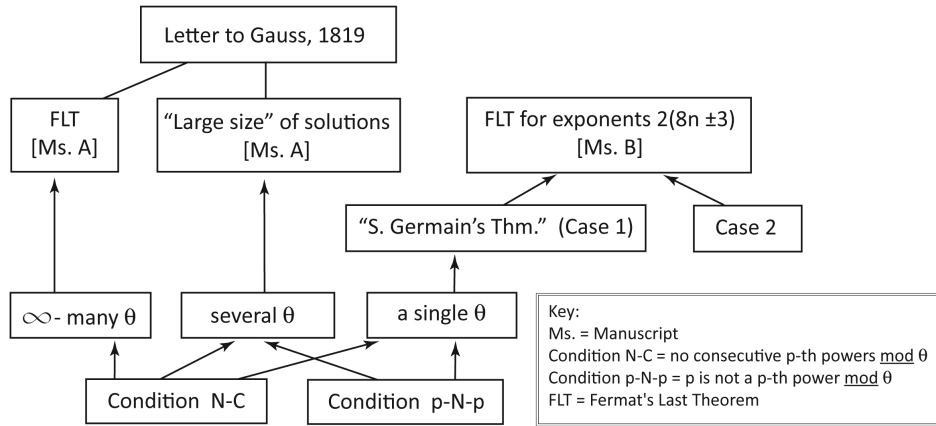 Letter to Gauss, 1819
FLT
[Ms. A]
“Large size” of solutions
[Ms. A]
FLT for exponents 2(8n ±3)
[Ms. B]
“S. Germain’s Thm.” (Case 1)
Case 2
∞- many θ
several θ
a single θ
Condition N-C
Condition p-N-p
Key:
Ms. = Manuscript
Condition N-C = no consecutive p-th powers mod θ
Condition p-N-p = p is not a p-th power mod θ
FLT = Fermat's Last Theorem